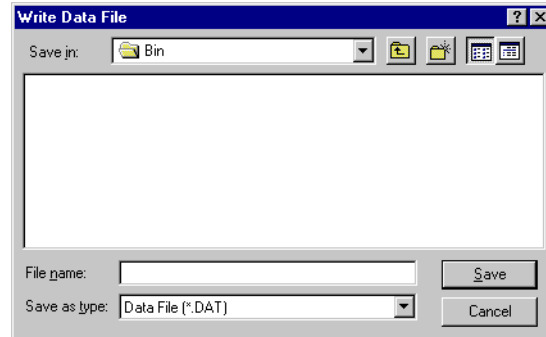 Write Data File
Save in: Bin
File name: Save
Save as type: Data File (*.DAT) Cancel